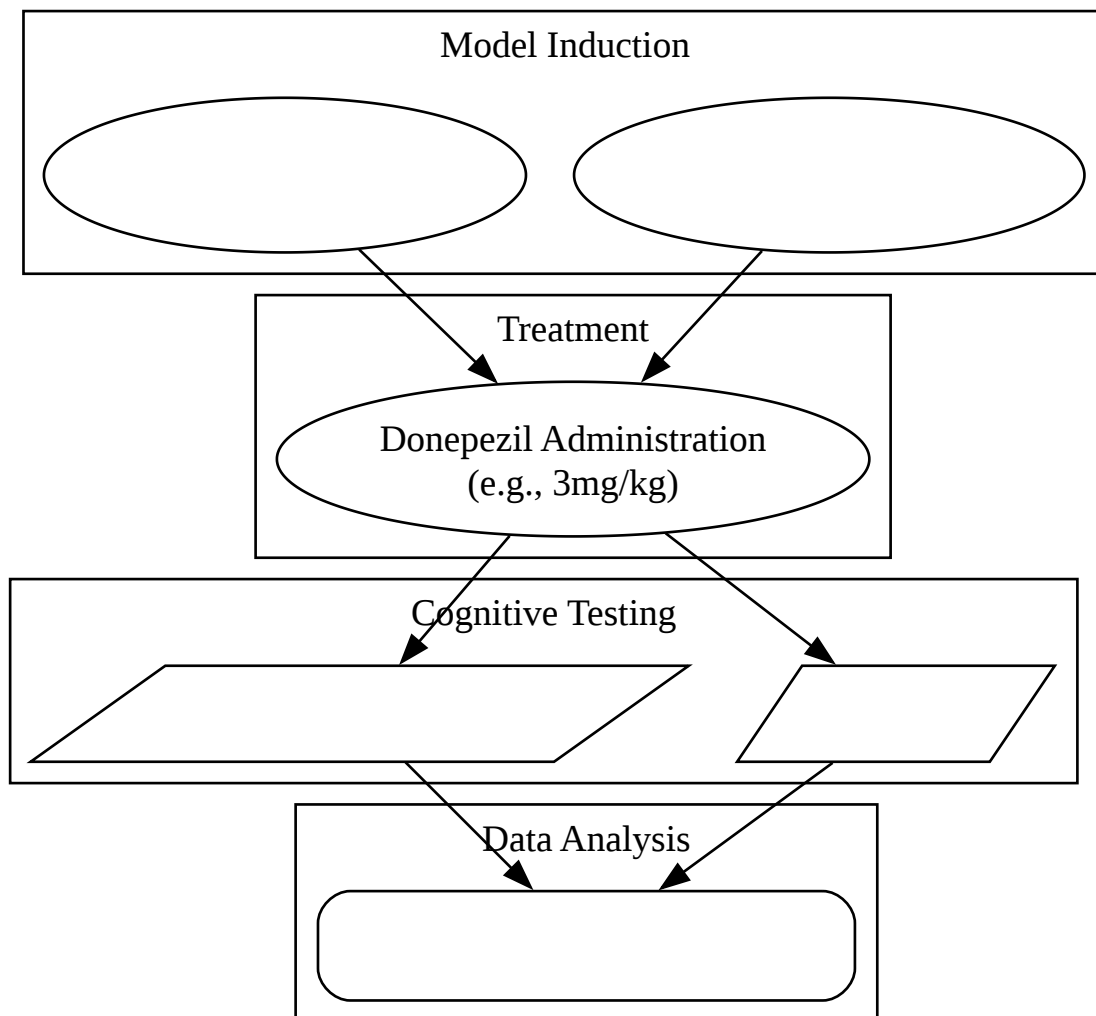 Model Induction
Treatment
Donepezil Administration
(e.g., 3mg/kg)
Cognitive Testing
Data Analysis